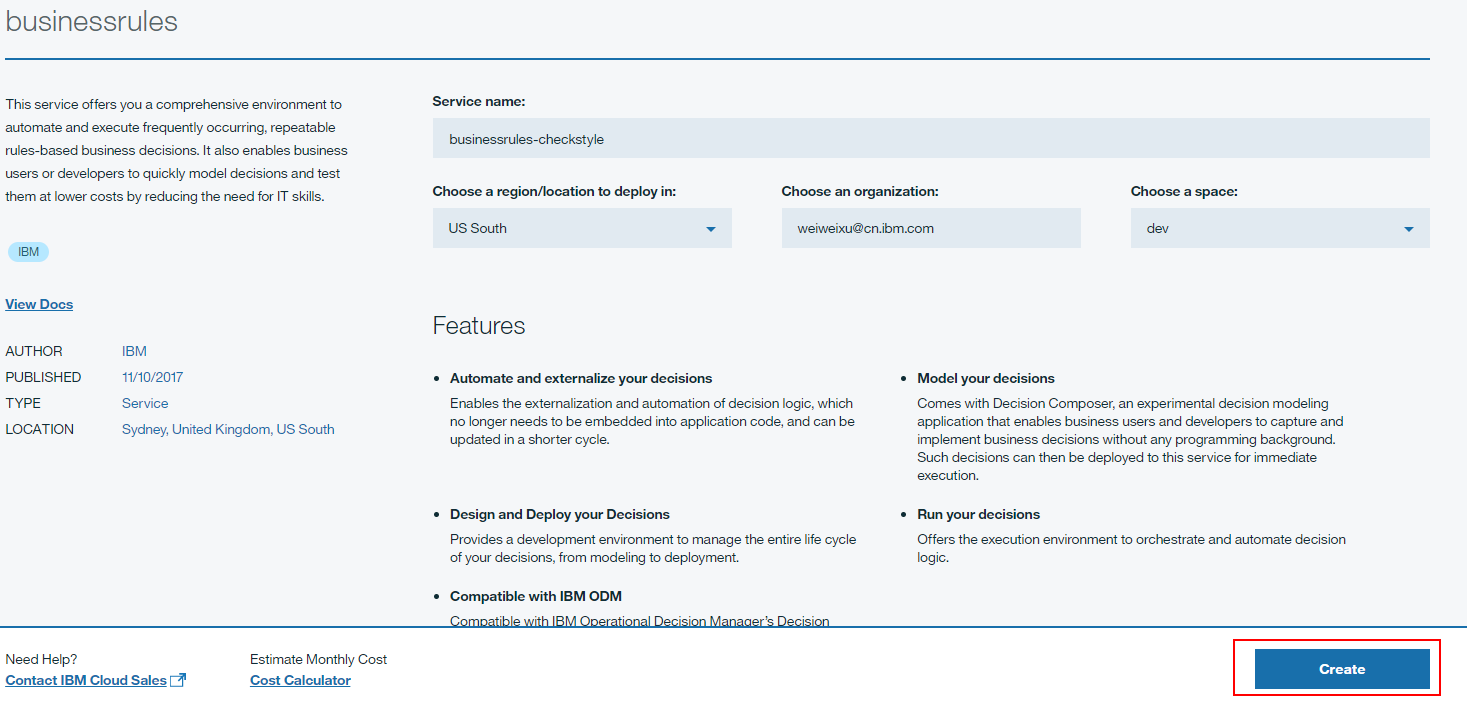 businessrules
This service offers you a comprehensive environment to
automate and execute frequently occurring, repeatable
rules-based business decisions. It also enables business
users or developers to quickly model decisions and test
them at lower costs by reducing the need for IT skills.
IBM
View Docs
AUTHOR IBM
PUBLISHED 11/10/2017
TYPE Service
LOCATION Sydney, United Kingdom, US South
Service name:
businessrules-checkstyle
Choose a region/location to deploy in: Choose an organization: Choose a space:
US South weiweixu@cn.ibm.com dev
Features
Automate and externalize your decisions
Enables the externalization and automation of decision logic, which
no longer needs to be embedded into application code, and can be
updated in a shorter cycle.
Model your decisions
Comes with Decision Composer, an experimental decision modeling
application that enables business users and developers to capture and
implement business decisions without any programming background.
Such decisions can then be deployed to this service for immediate
execution.
Design and Deploy your Decisions
Provides a development environment to manage the entire life cycle
of your decisions, from modeling to deployment.
Run your decisions
Offers the execution environment to orchestrate and automate decision
logic.
Compatible with IBM ODM
Compatible with IBM Operational Decision Manager's Decision
Need Help?
Contact IBM Cloud Sales
Estimate Monthly Cost
Cost Calculator
Create